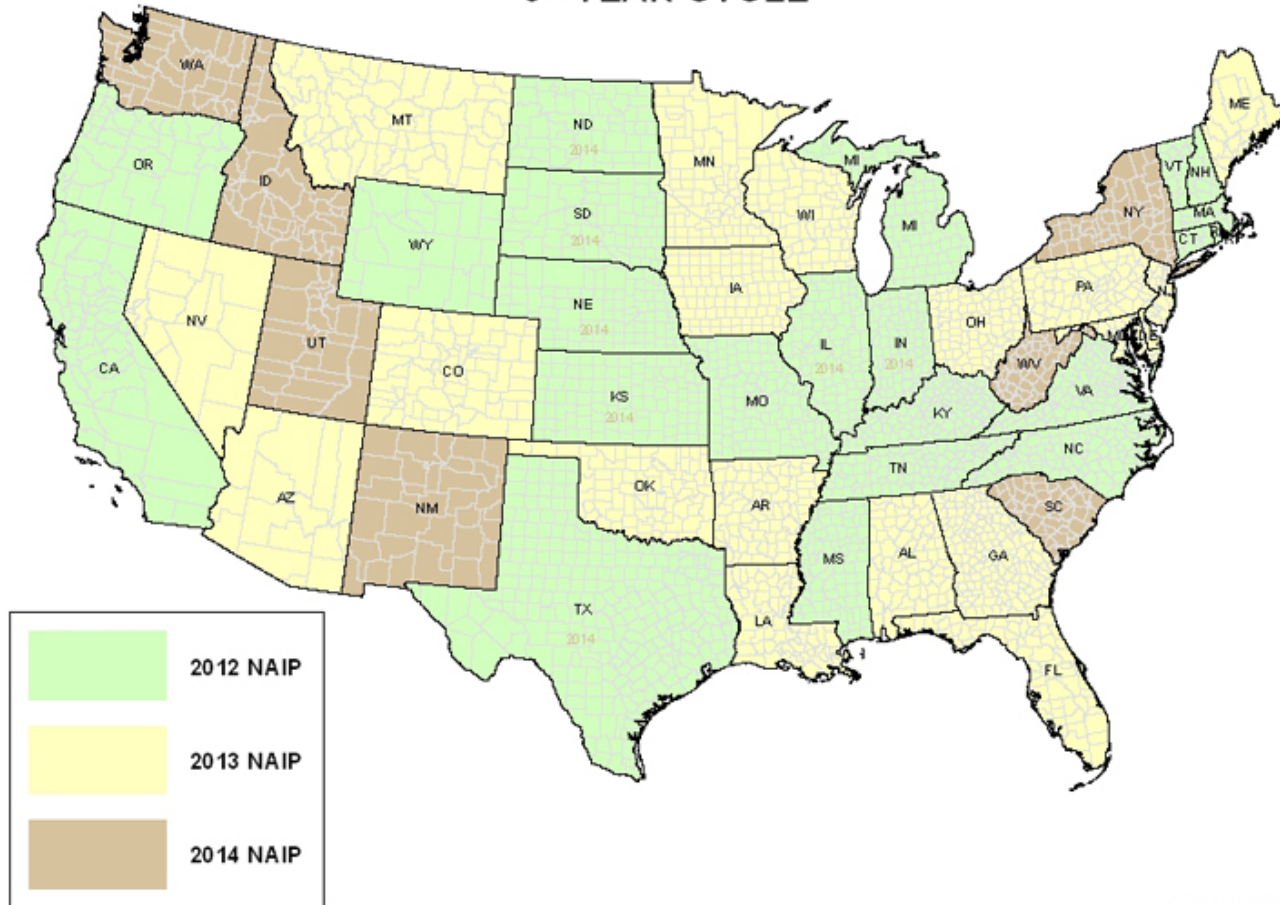 WA
MT
ND
2014
MN
ME
OR
ID
MI
VT
NH
SD
2014
WI
MI
NY
MA
CT
WY
NE
2014
IA
PA
NV
UT
CO
IL
2014
IN
2014
OH
WV
CA
KS
2014
MO
KY
VA
TN
NC
AZ
NM
OK
AR
SC
MS
AL
GA
TX
2014
LA
FL
2012 NAIP
2013 NAIP
2014 NAIP